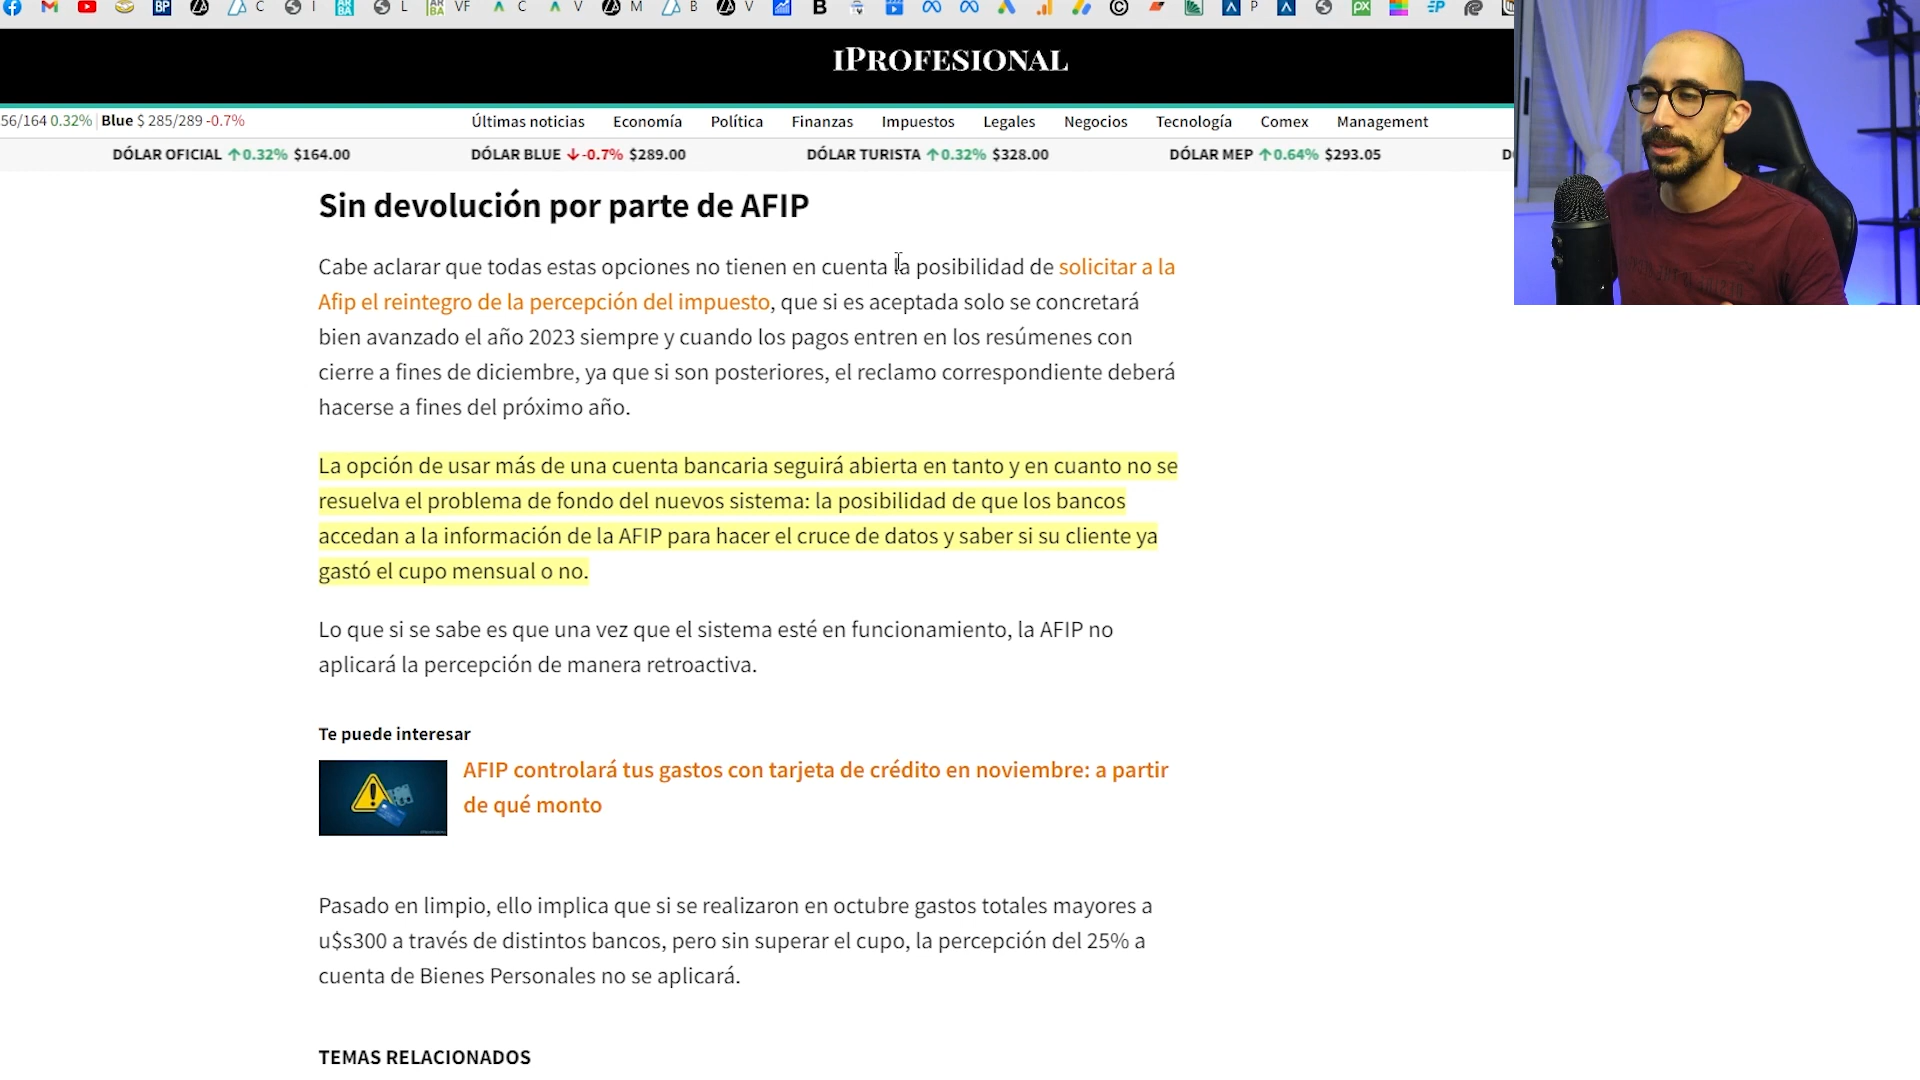 C
I
L
VF
C
V
M
B
V
B
P
IPROFESIONAL
56/164 0.32% Blue $ 285/289 -0.7%
Últimas noticias Economía Política Finanzas Impuestos Legales Negocios Tecnología Comex Management
DÓLAR OFICIAL ↑0.32% $164.00 DÓLAR BLUE ↓-0.7% $289.00 DÓLAR TURISTA ↑0.32% $328.00 DÓLAR MEP ↑0.64% $293.05
Sin devolución por parte de AFIP
Cabe aclarar que todas estas opciones no tienen en cuenta la posibilidad de solicitar a la
Afip el reintegro de la percepción del impuesto, que si es aceptada solo se concretará
bien avanzado el año 2023 siempre y cuando los pagos entren en los resúmenes con
cierre a fines de diciembre, ya que si son posteriores, el reclamo correspondiente deberá
hacerse a fines del próximo año.
La opción de usar más de una cuenta bancaria seguirá abierta en tanto y en cuanto no se
resuelva el problema de fondo del nuevos sistema: la posibilidad de que los bancos
accedan a la información de la AFIP para hacer el cruce de datos y saber si su cliente ya
gastó el cupo mensual o no.
Lo que si se sabe es que una vez que el sistema esté en funcionamiento, la AFIP no
aplicará la percepción de manera retroactiva.
Te puede interesar
AFIP controlará tus gastos con tarjeta de crédito en noviembre: a partir
de qué monto
Pasado en limpio, ello implica que si se realizaron en octubre gastos totales mayores a
u$s300 a través de distintos bancos, pero sin superar el cupo, la percepción del 25% a
cuenta de Bienes Personales no se aplicará.
TEMAS RELACIONADOS